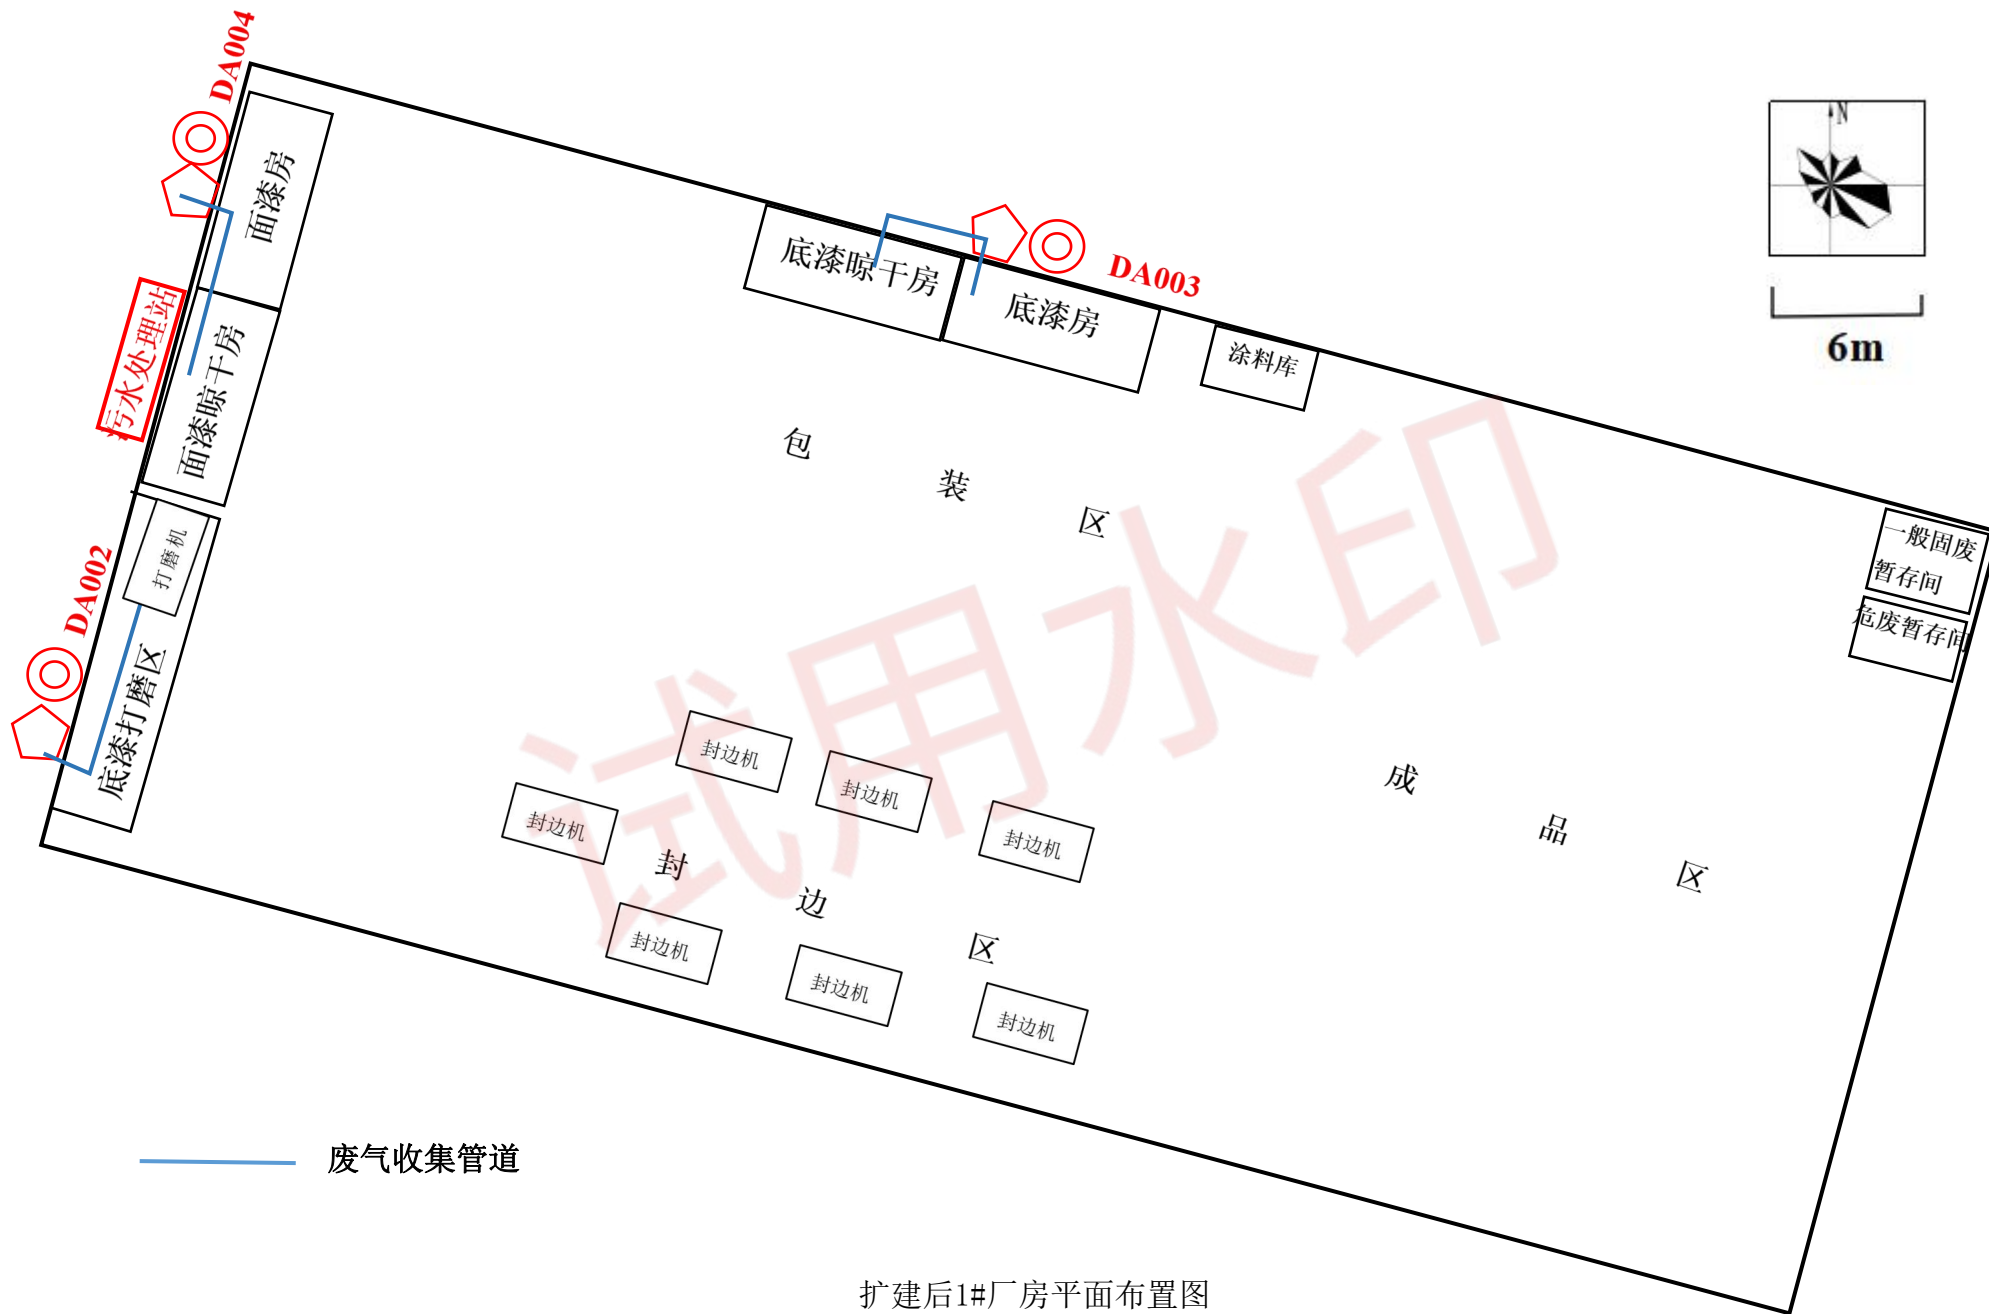 DA004
面漆房
N
6m
底漆晾干房
底漆房
DA003
涂料库
污水处理站
面漆晾干房
包装区
一般固废
暂存间
危废暂存间
打磨机
DA002
底漆打磨区
封边机
封边机
封边机
封边机
封边区
封边机
封边机
封边机
成品区
试用水印
废气收集管道
扩建后1#厂房平面布置图